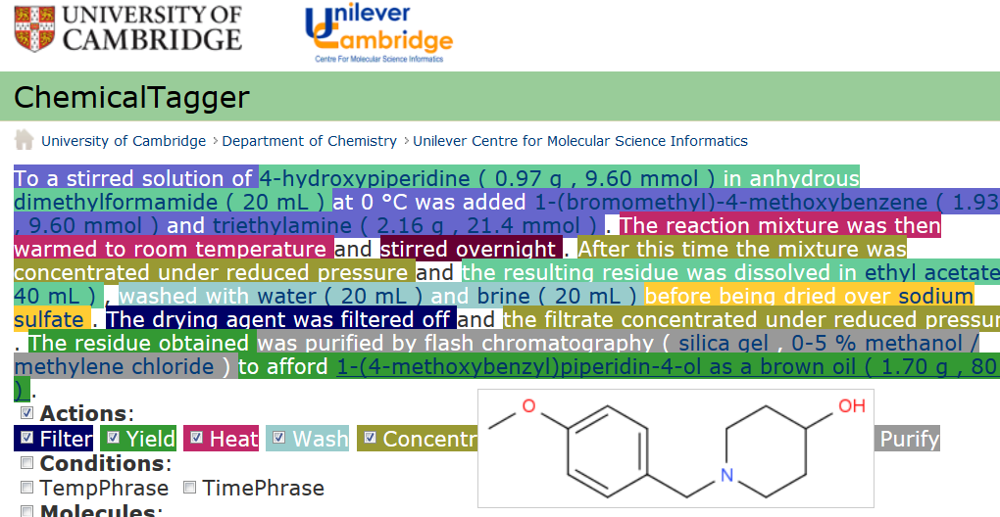 UNIVERSITY OF
CAMBRIDGE
Unilever
Cambridge
Centre For Molecular Science Informatics
ChemicalTagger
University of Cambridge > Department of Chemistry > Unilever Centre for Molecular Science Informatics
To a stirred solution of 4-hydroxypiperidine ( 0.97 g , 9.60 mmol ) in anhydrous
dimethylformamide ( 20 mL ) at 0 °C was added 1-(bromomethyl)-4-methoxybenzene ( 1.93
, 9.60 mmol ) and triethylamine ( 2.16 g , 21.4 mmol ) . The reaction mixture was then
warmed to room temperature and stirred overnight . After this time the mixture was
concentrated under reduced pressure and the resulting residue was dissolved in ethyl acetate
40 mL ) , washed with water ( 20 mL ) and brine ( 20 mL ) before being dried over sodium
sulfate . The drying agent was filtered off and the filtrate concentrated under reduced pressur
. The residue obtained was purified by flash chromatography ( silica gel , 0-5 % methanol /
methylene chloride ) to afford 1-(4-methoxybenzyl)piperidin-4-ol as a brown oil ( 1.70 g , 80
) .
Actions:
Filter Yield Heat Wash Concentr Purify
Conditions:
TempPhrase TimePhrase
Molecules:
O
OH
N